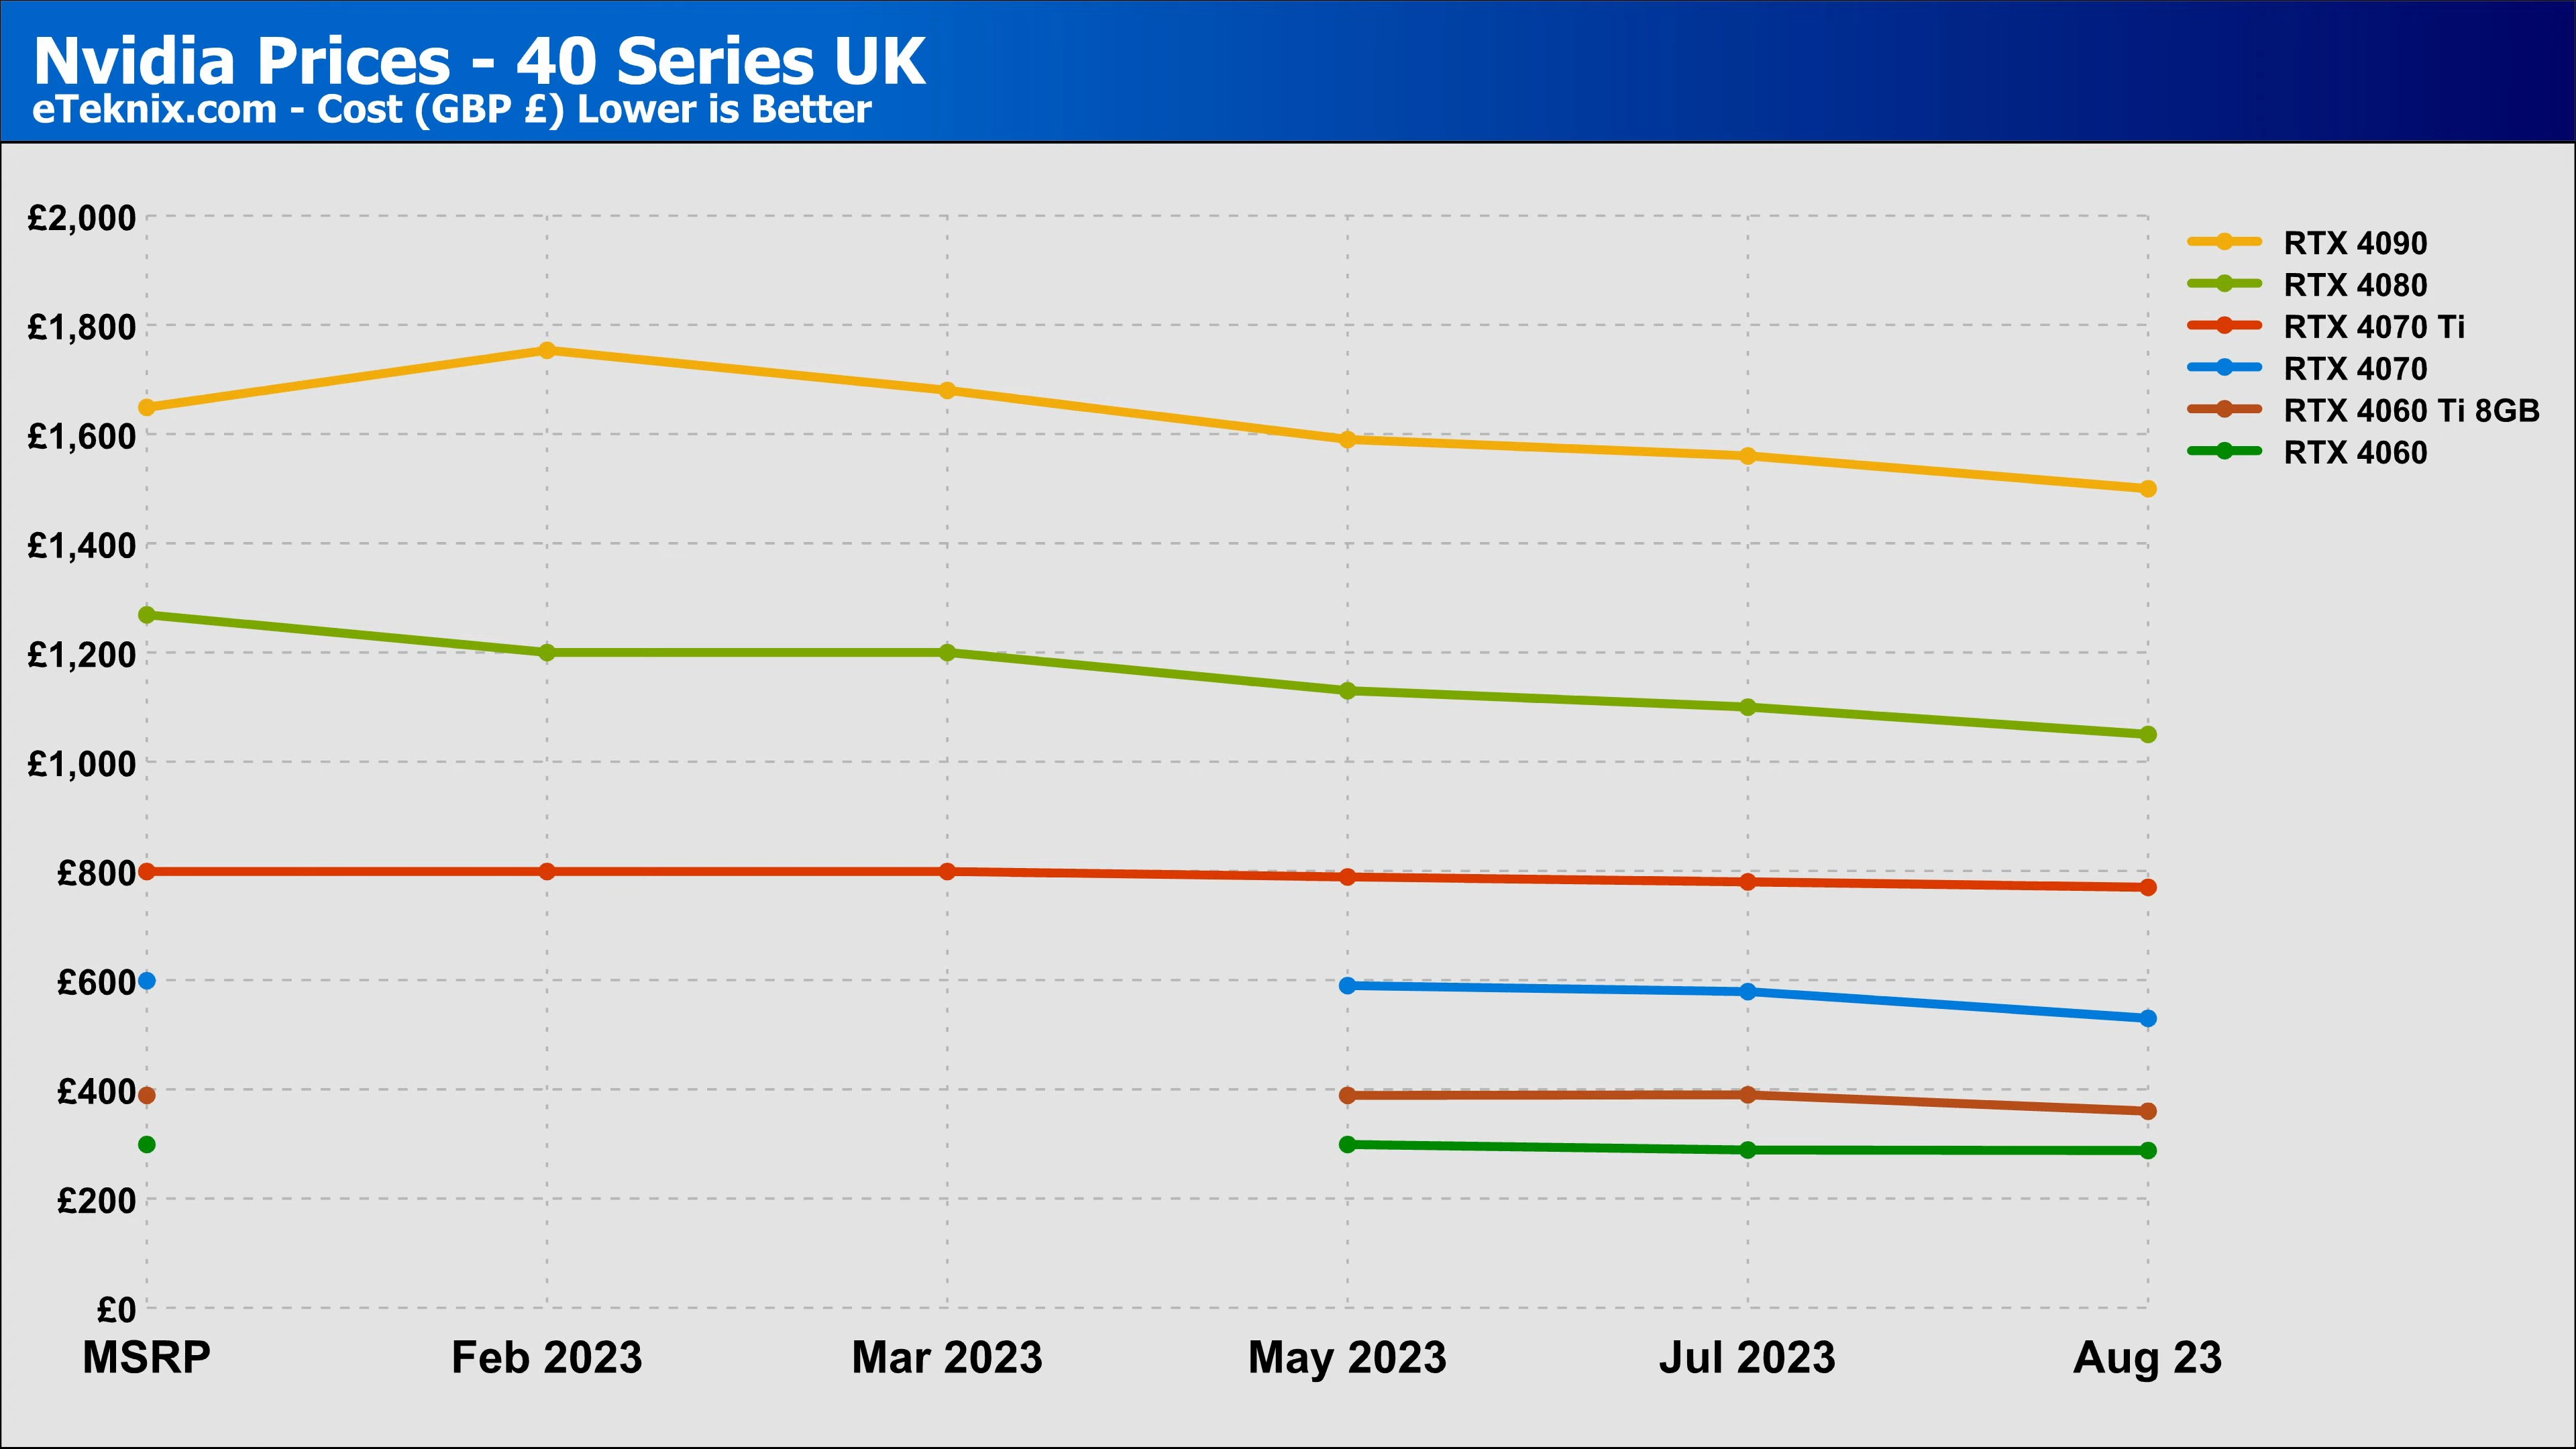 Nvidia Prices - 40 Series UK
eTeknix.com - Cost (GBP £) Lower is Better
£2,000
£1,800
£1,600
£1,400
£1,200
£1,000
£800
£600
£400
£200
£0
MSRP Feb 2023 Mar 2023 May 2023 Jul 2023 Aug 23
RTX 4090
RTX 4080
RTX 4070 Ti
RTX 4070
RTX 4060 Ti 8GB
RTX 4060